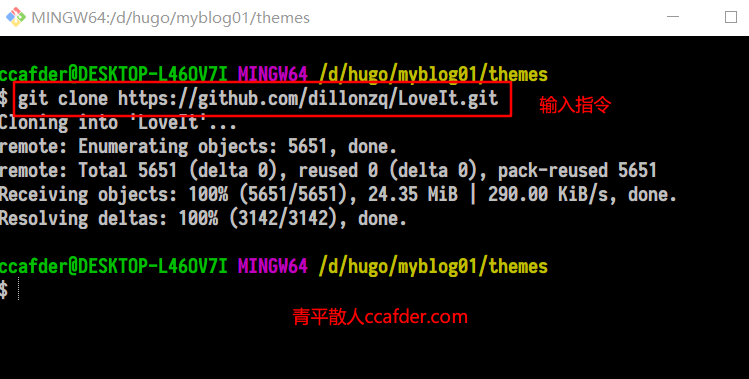 MINGW64:/d/hugo/myblog01/themes
ccafder@DESKTOP-L46OV7I MINGW64 /d/hugo/myblog01/themes
$ git clone https://github.com/dillonzq/LoveIt.git 输入指令
Cloning into 'LoveIt'...
remote: Enumerating objects: 5651, done.
remote: Total 5651 (delta 0), reused 0 (delta 0), pack-reused 5651
Receiving objects: 100% (5651/5651), 24.35 MiB | 290.00 KiB/s, done.
Resolving deltas: 100% (3142/3142), done.
ccafder@DESKTOP-L46OV7I MINGW64 /d/hugo/myblog01/themes
$
青平散人ccafder.com